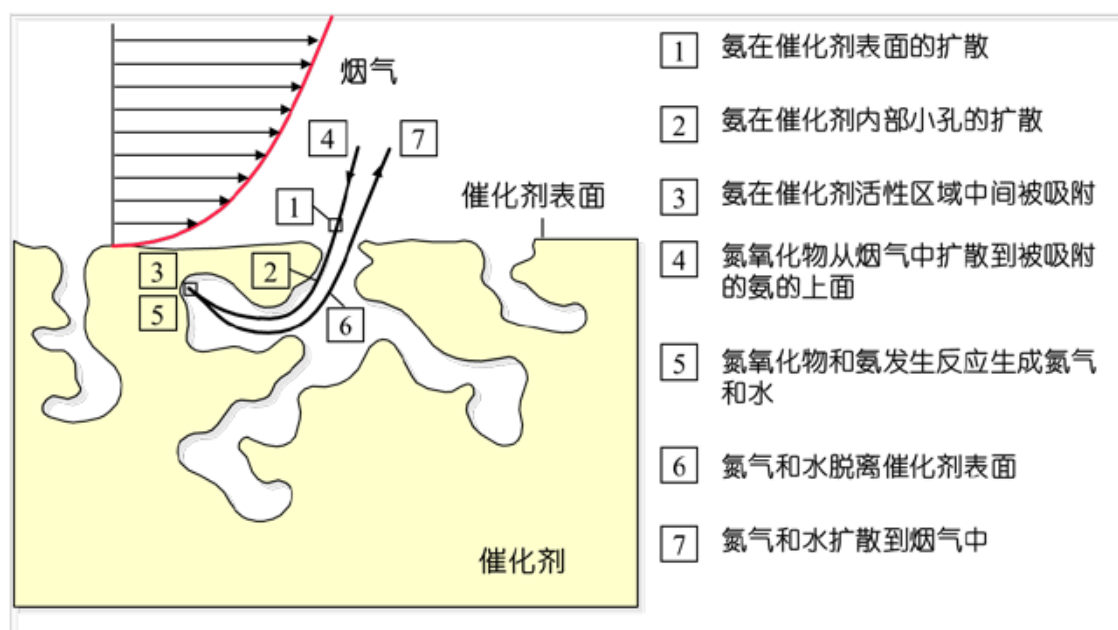 烟气
4
7
1
催化剂表面
3
2
5
6
催化剂
1 氨在催化剂表面的扩散
2 氨在催化剂内部小孔的扩散
3 氨在催化剂活性区域中间被吸附
4 氮氧化物从烟气中扩散到被吸附
的氨的上面
5 氮氧化物和氨发生反应生成氮气
和水
6 氮气和水脱离催化剂表面
7 氮气和水扩散到烟气中